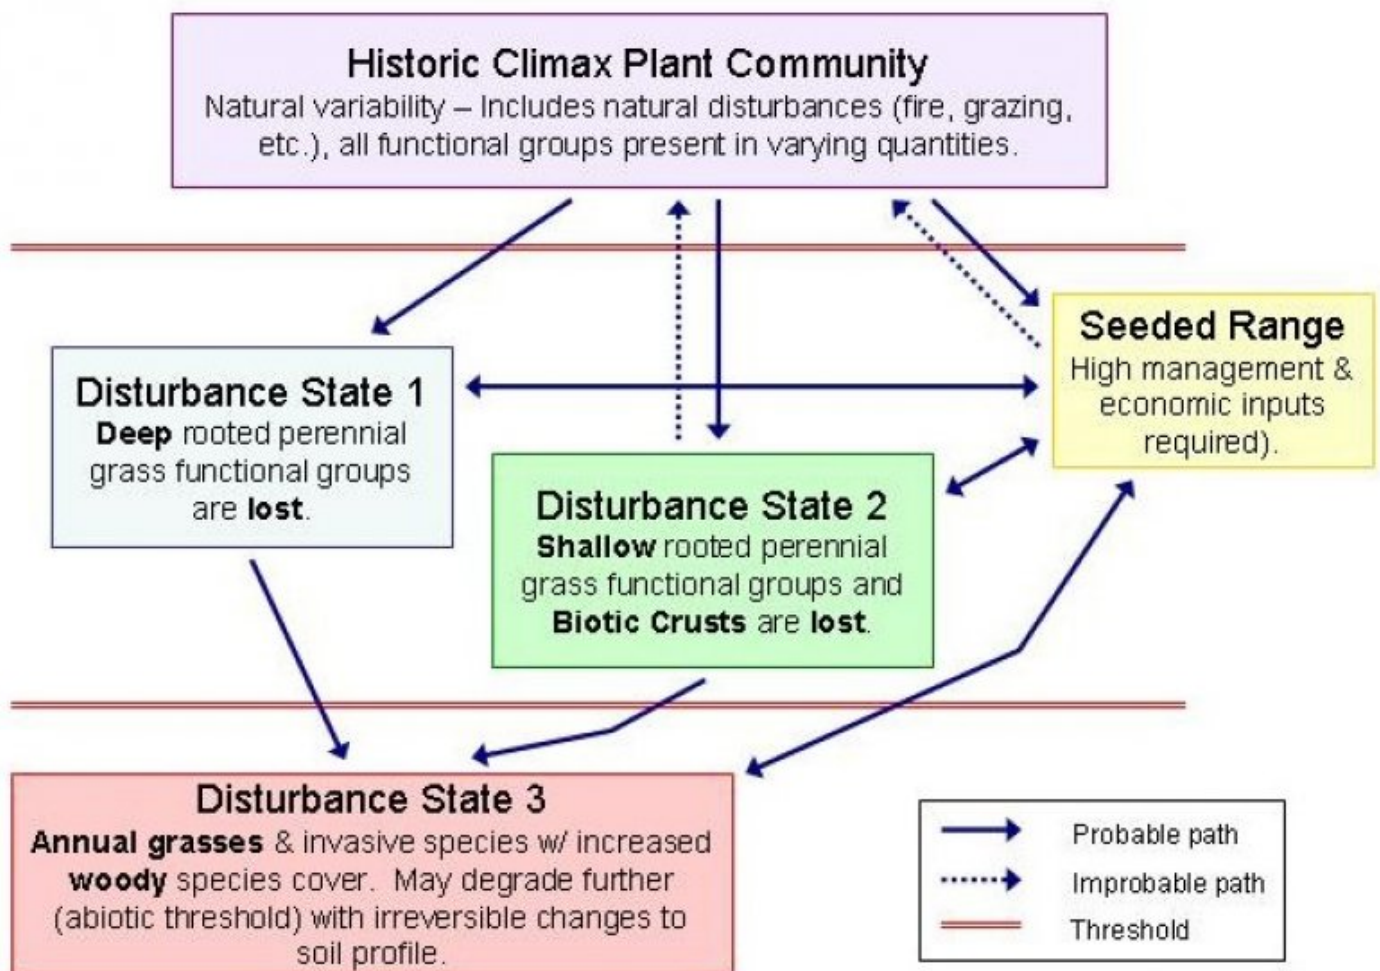 Historic Climax Plant Community
Natural variability – Includes natural disturbances (fire, grazing,
etc.), all functional groups present in varying quantities.
Seeded Range
High management &
economic inputs
required).
Disturbance State 1
Deep rooted perennial
grass functional groups
are lost.
Disturbance State 2
Shallow rooted perennial
grass functional groups and
Biotic Crusts are lost.
Disturbance State 3
Annual grasses & invasive species w/ increased
woody species cover. May degrade further
(abiotic threshold) with irreversible changes to
soil profile.
Probable path
Improbable path
Threshold